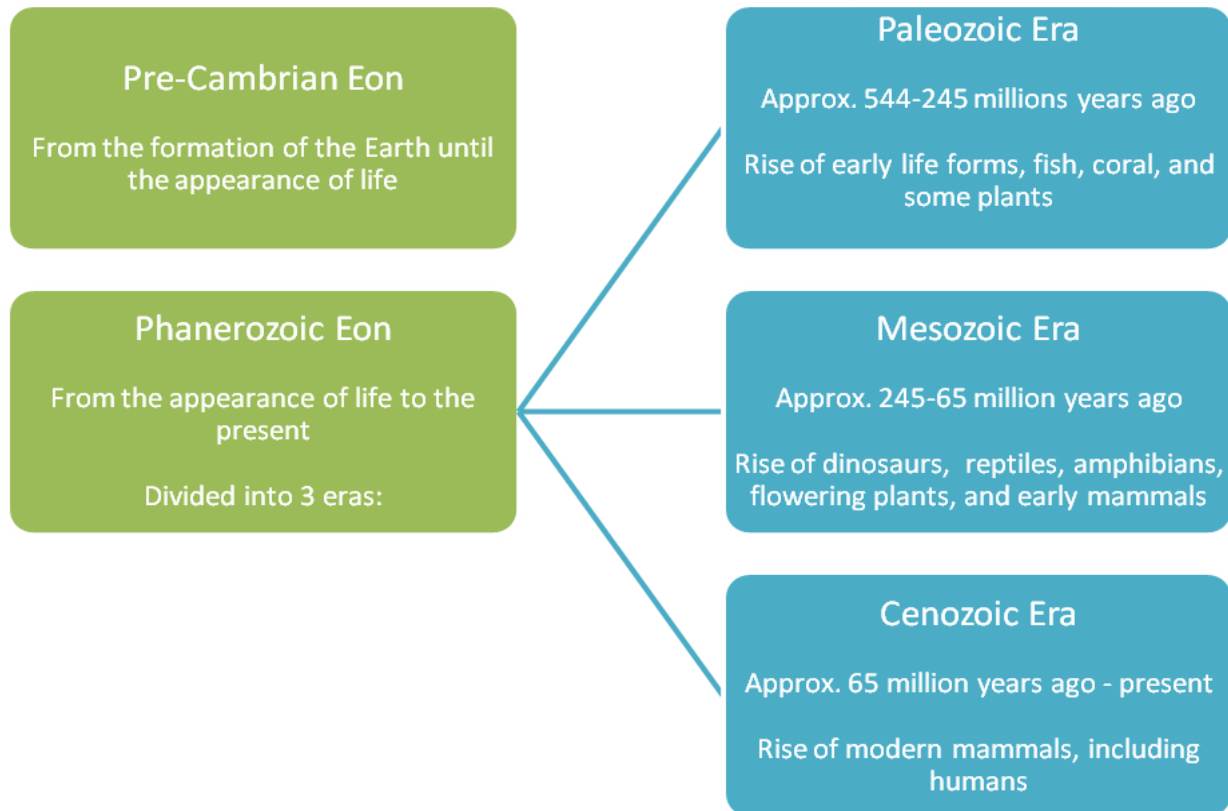 Pre-Cambrian Eon
From the formation of the Earth until
the appearance of life
Phanerozoic Eon
From the appearance of life to the
present
Divided into 3 eras:
Paleozoic Era
Approx. 544-245 millions years ago
Rise of early life forms, fish, coral, and
some plants
Mesozoic Era
Approx. 245-65 million years ago
Rise of dinosaurs, reptiles, amphibians,
flowering plants, and early mammals
Cenozoic Era
Approx. 65 million years ago - present
Rise of modern mammals, including
humans